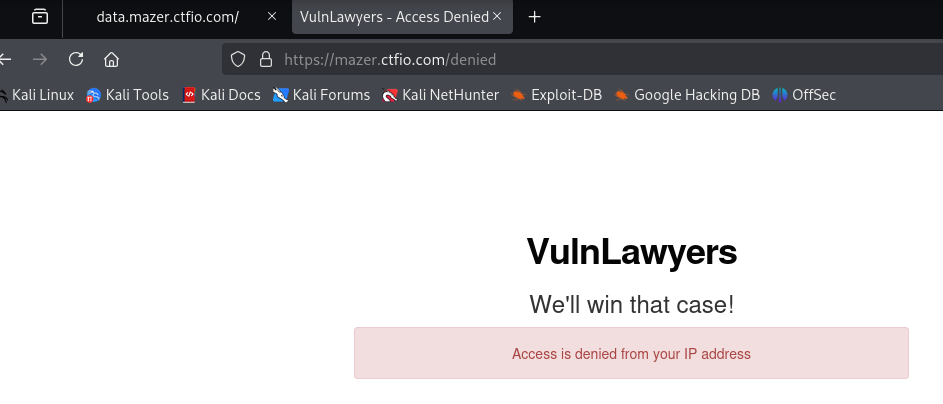 data.mazer.ctfio.com/ × VulnLawyers - Access Denied × +
https://mazer.ctfio.com/denied
Kali Linux Kali Tools Kali Docs Kali Forums Kali NetHunter Exploit-DB Google Hacking DB OffSec
VulnLawyers
We'll win that case!
Access is denied from your IP address